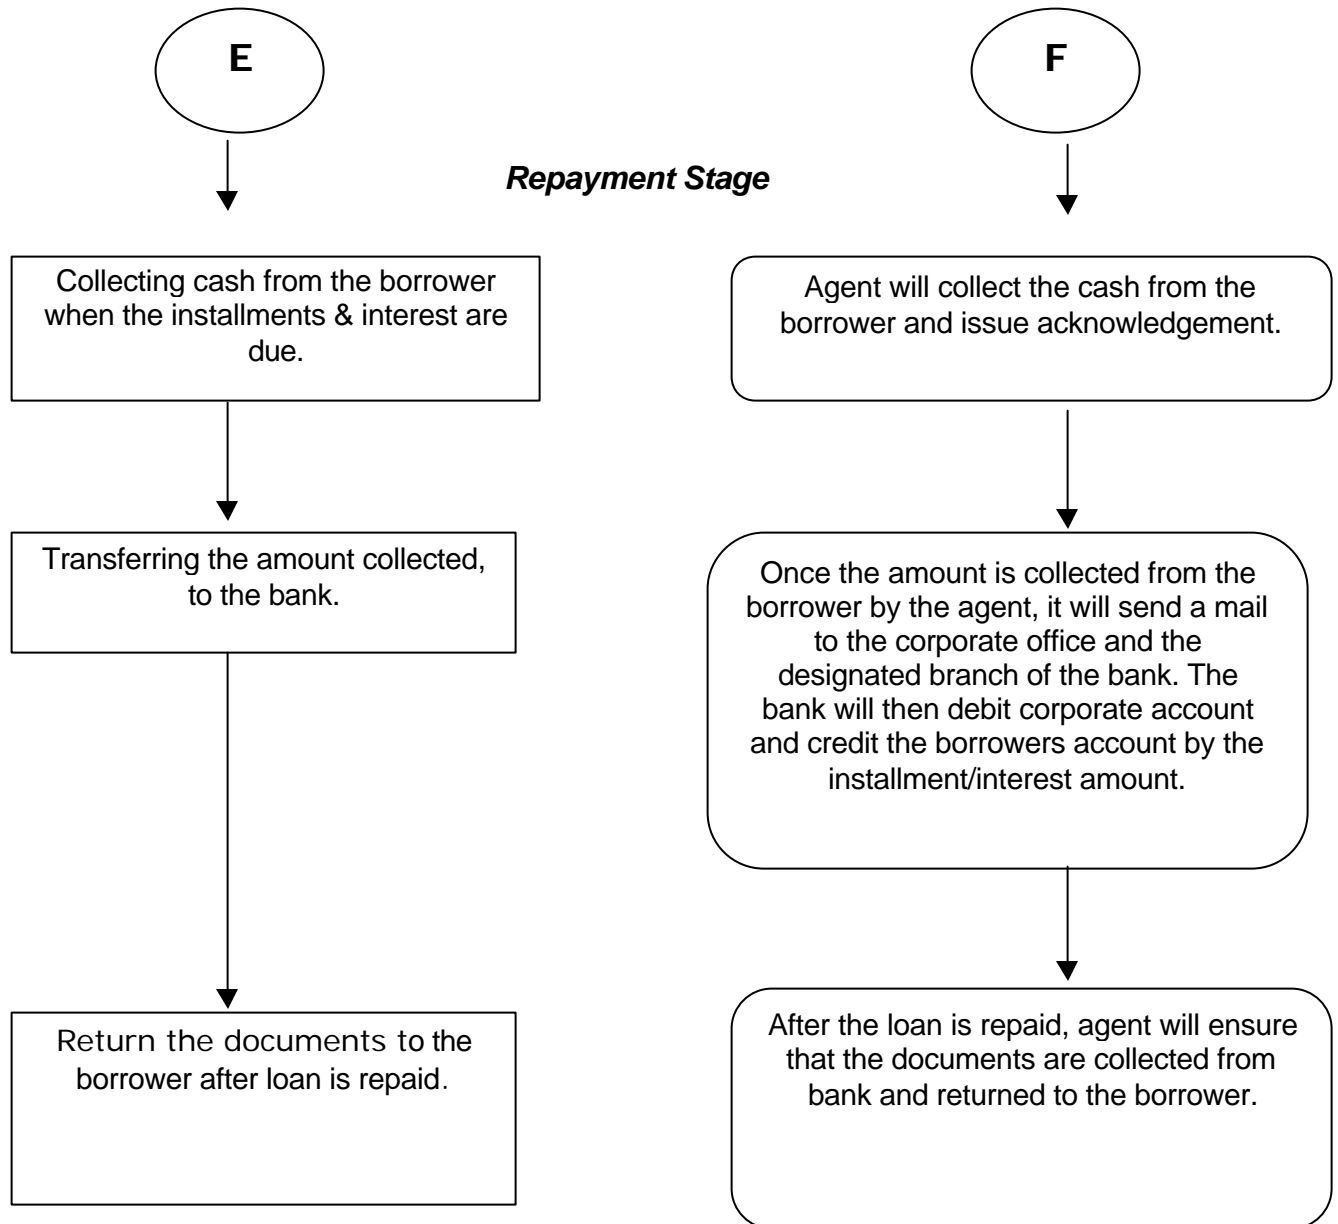 E
F
Repayment Stage
Collecting cash from the borrower
when the installments & interest are
due.
Agent will collect the cash from the
borrower and issue acknowledgement.
Transferring the amount collected,
to the bank.
Once the amount is collected from the
borrower by the agent, it will send a mail
to the corporate office and the
designated branch of the bank. The
bank will then debit corporate account
and credit the borrowers account by the
installment/interest amount.
Return the documents to the
borrower after loan is repaid.
After the loan is repaid, agent will ensure
that the documents are collected from
bank and returned to the borrower.